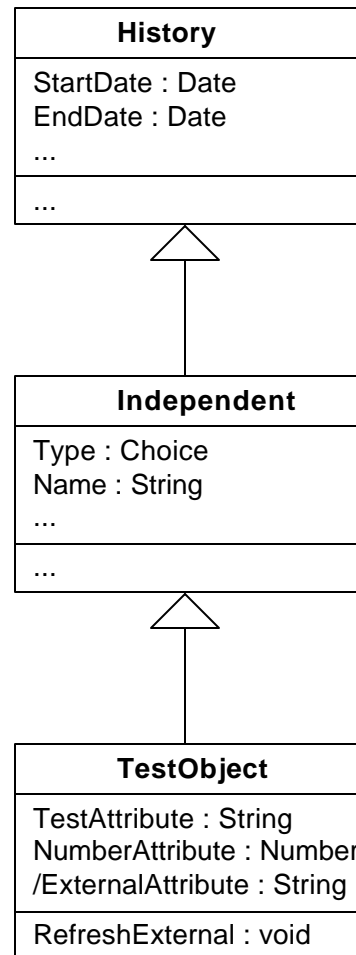 History
StartDate : Date
EndDate : Date
...
...
Independent
Type : Choice
Name : String
...
...
TestObject
TestAttribute : String
NumberAttribute : Number
/ExternalAttribute : String
RefreshExternal : void